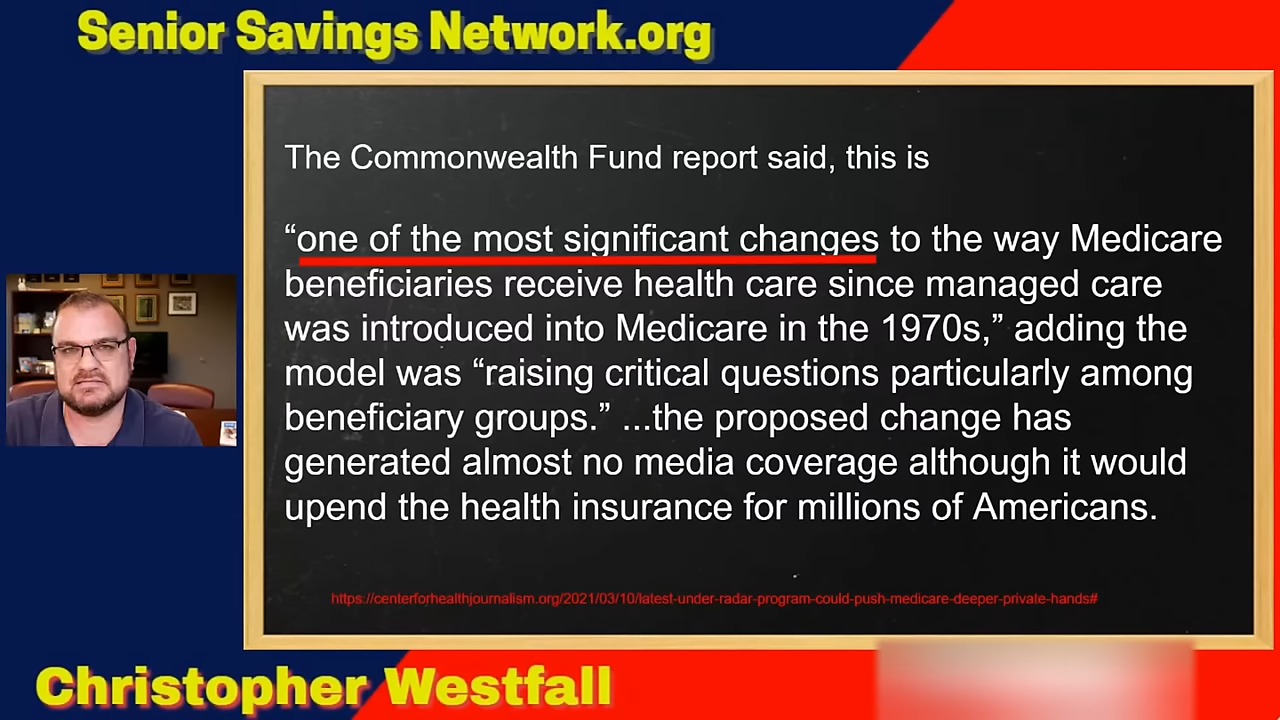 Senior Savings Network.org
The Commonwealth Fund report said, this is
“one of the most significant changes to the way Medicare
beneficiaries receive health care since managed care
was introduced into Medicare in the 1970s,” adding the
model was “raising critical questions particularly among
beneficiary groups.” ...the proposed change has
generated almost no media coverage although it would
upend the health insurance for millions of Americans.
https://centerforhealthjournalism.org/2021/03/10/latest-under-radar-program-could-push-medicare-deeper-private-hands#
Christopher Westfall